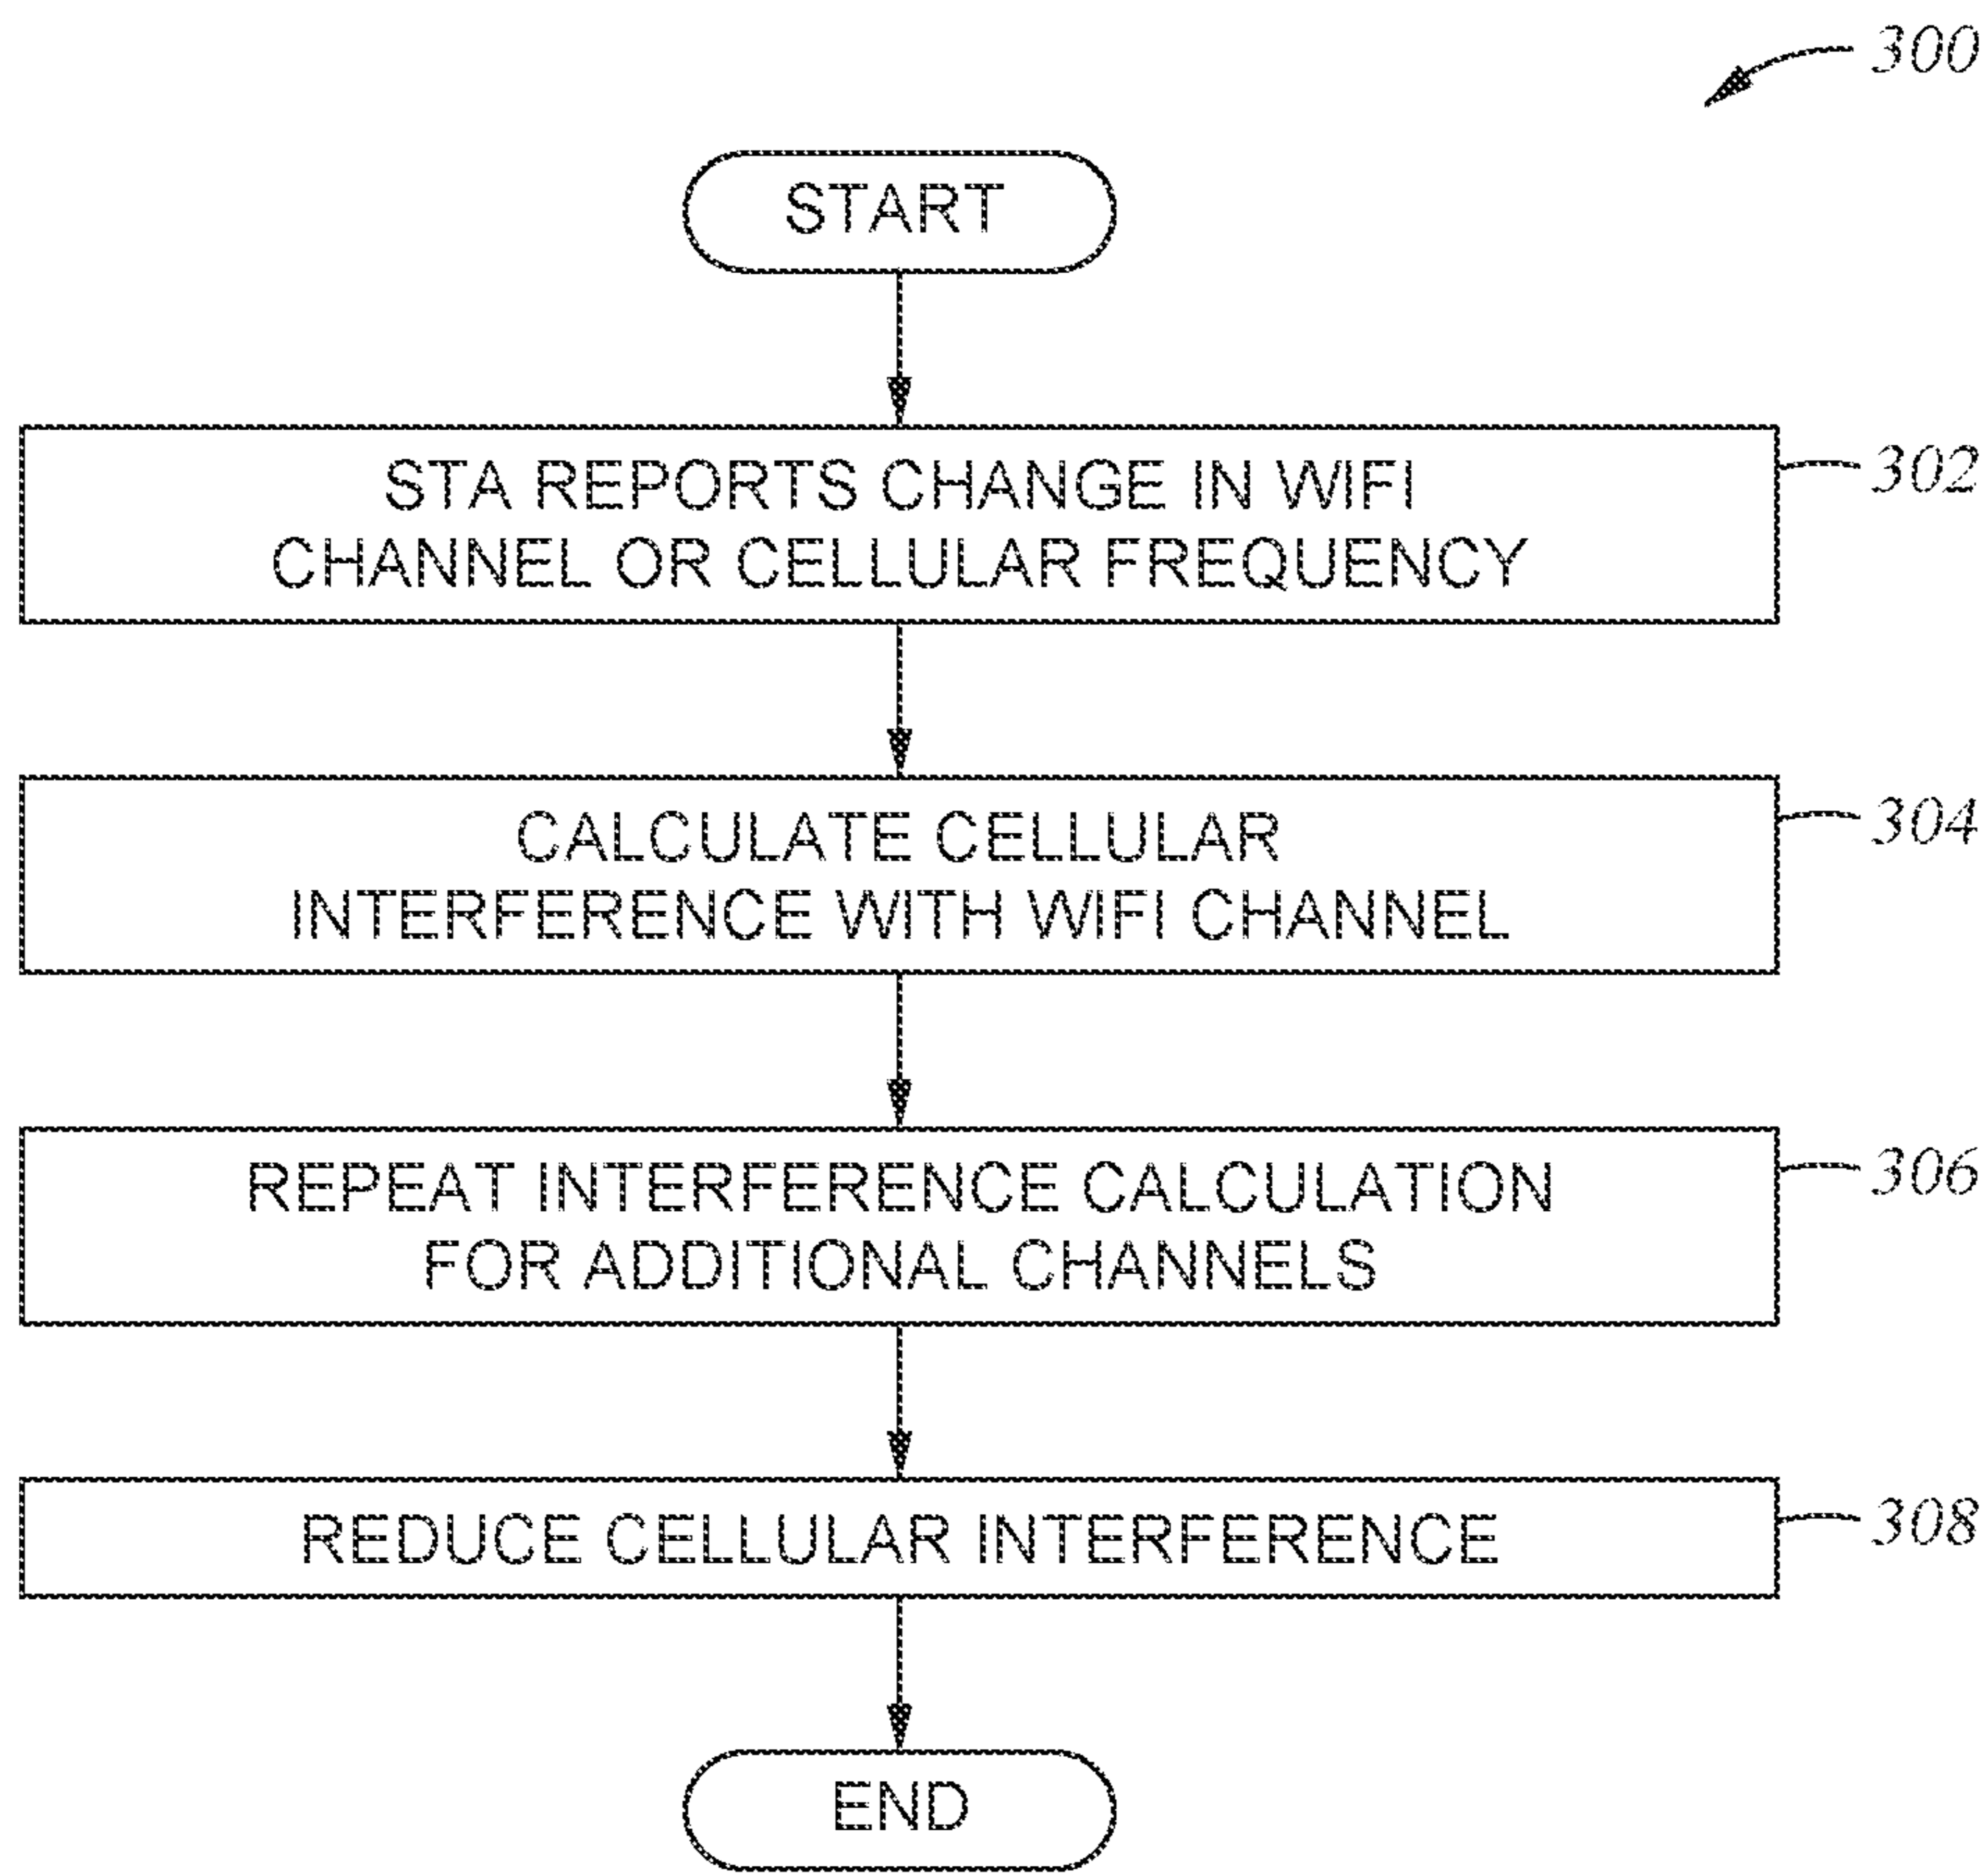 300
START
STA REPORTS CHANGE IN WIFI
CHANNEL OR CELLULAR FREQUENCY
302
CALCULATE CELLULAR
INTERFERENCE WITH WIFI CHANNEL
304
REPEAT INTERFERENCE CALCULATION
FOR ADDITIONAL CHANNELS
306
REDUCE CELLULAR INTERFERENCE
308
END